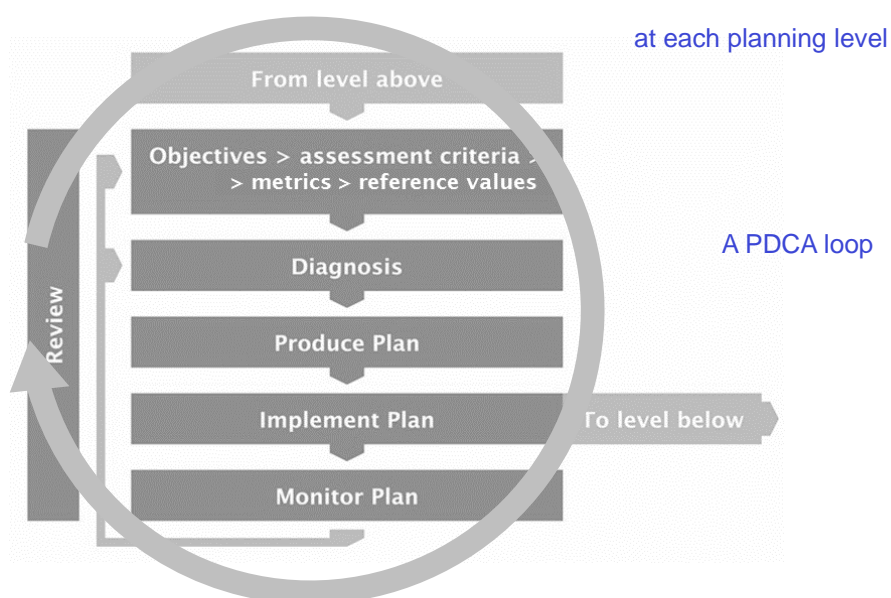 at each planning level
From level above
Objectives > assessment criteria >
> metrics > reference values
A PDCA loop
Diagnosis
Review
Produce Plan
Implement Plan
To level below
Monitor Plan